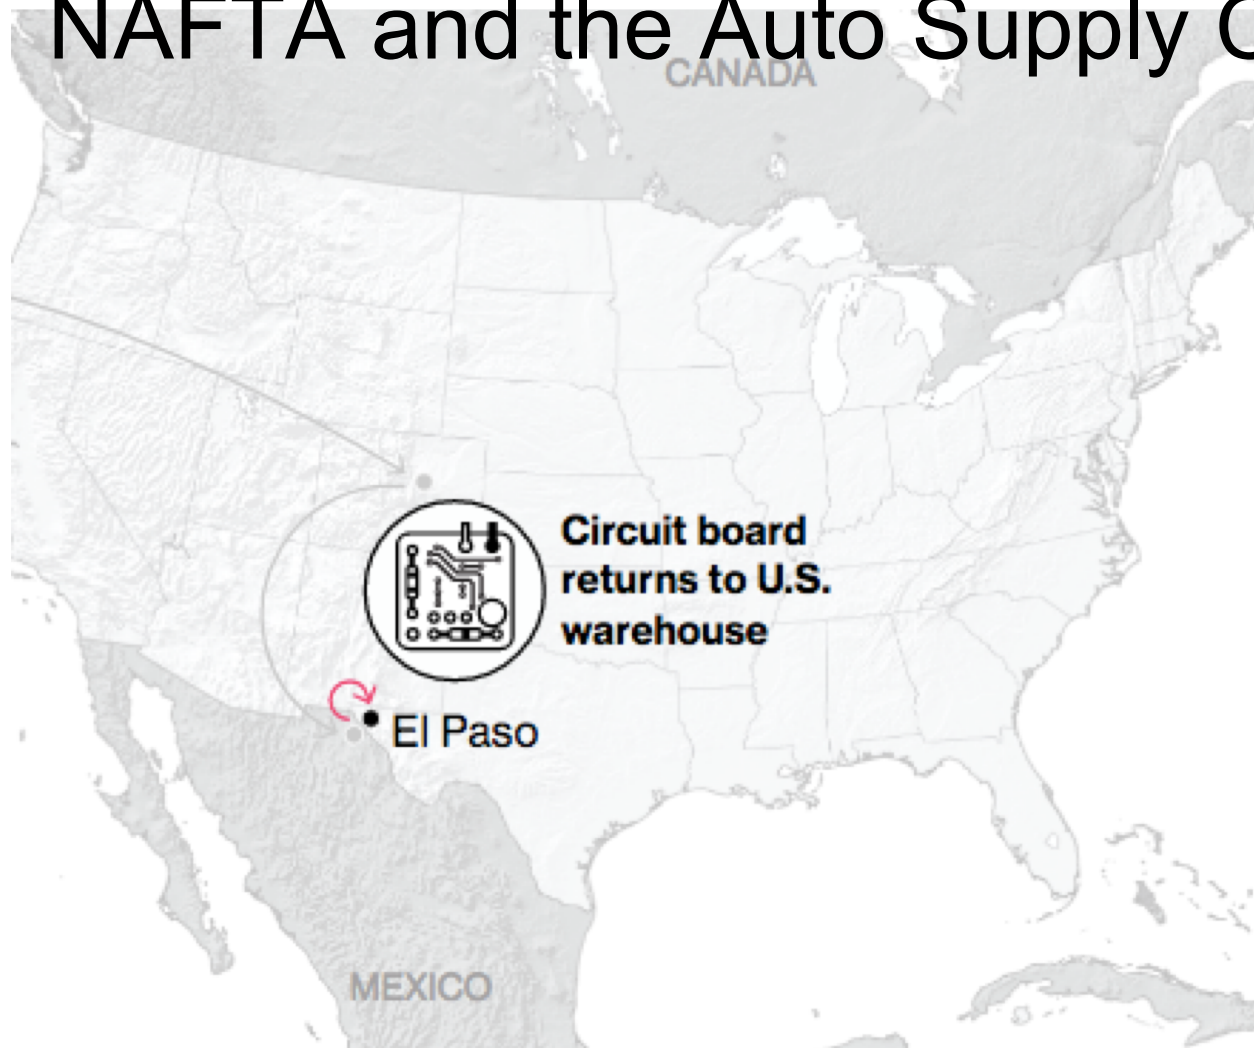 NAFTA and the Auto Supply C
CANADA
Circuit board
returns to U.S.
warehouse
El Paso
MEXICO